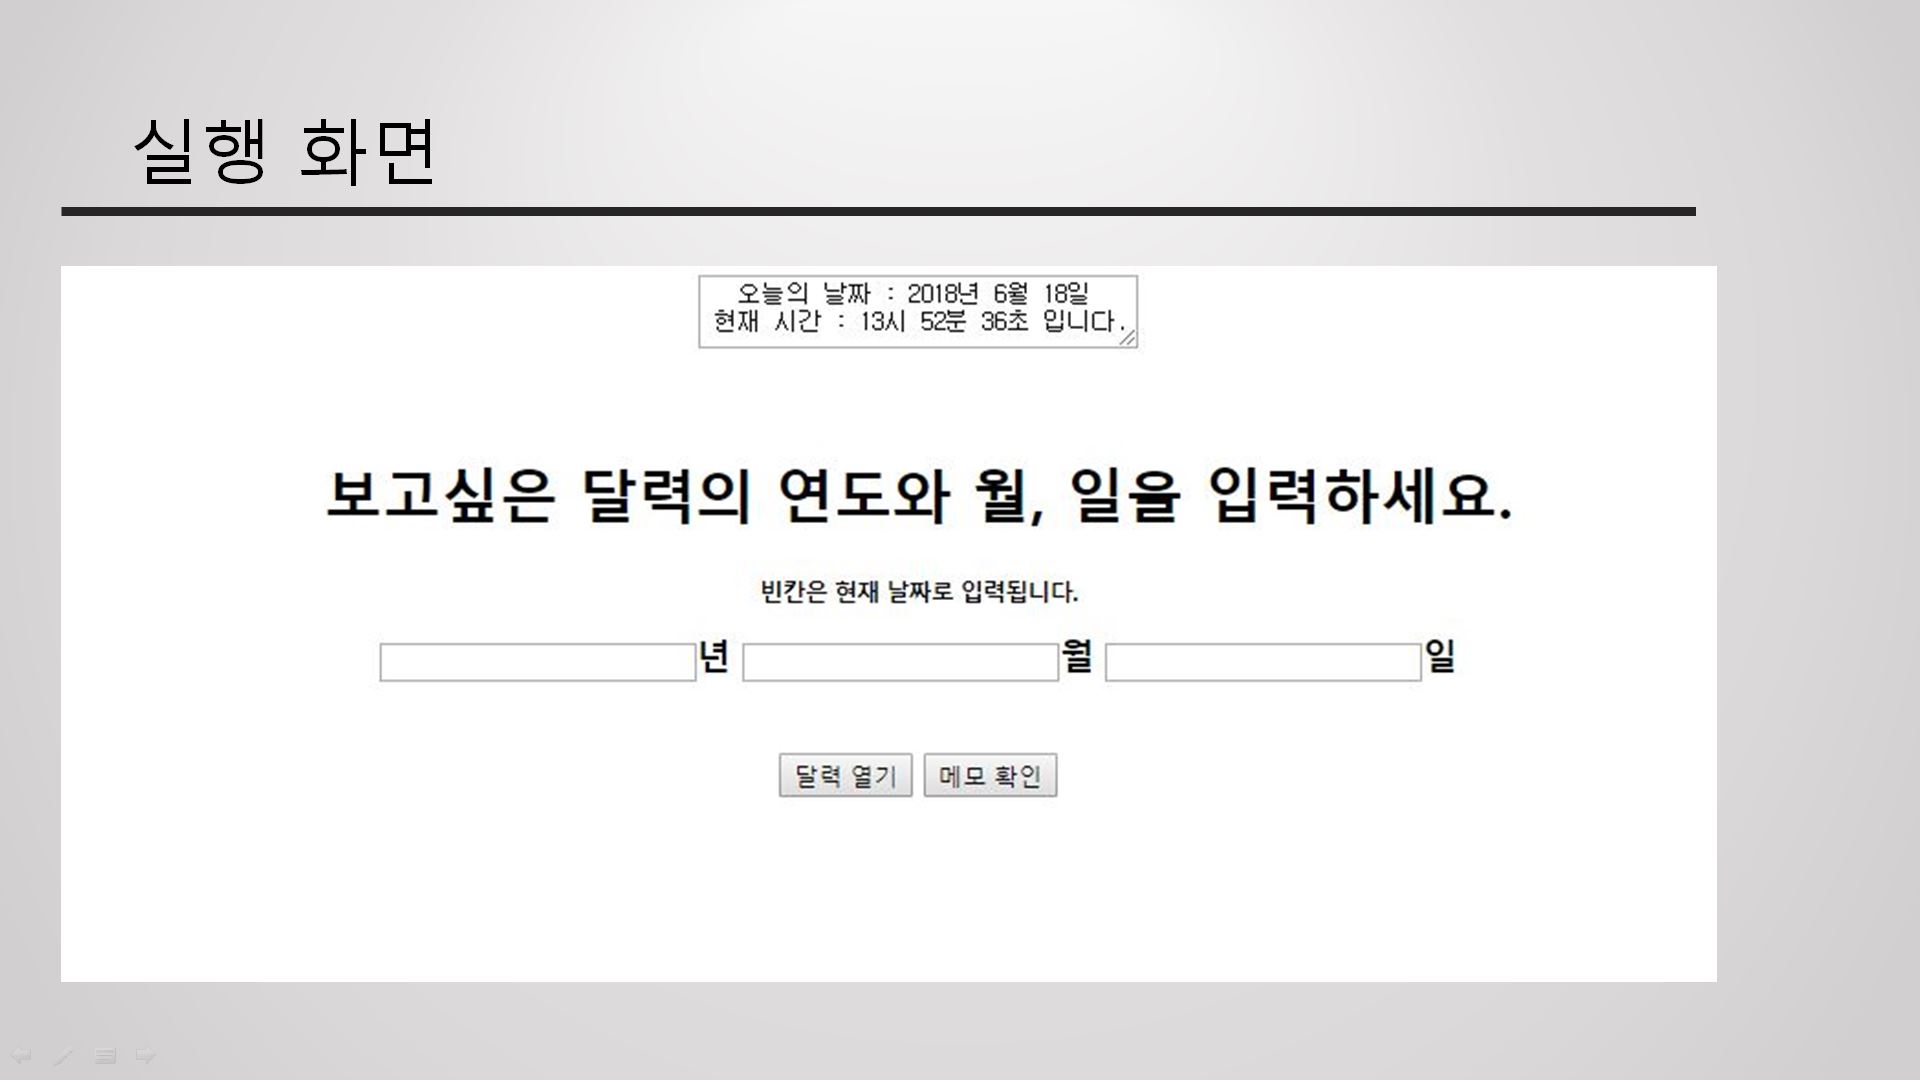 실행 화면
오늘의 날짜 : 2018년 6월 18일
현재 시간 : 13시 52분 36초 입니다.
보고싶은 달력의 연도와 월, 일을 입력하세요.
빈칸은 현재 날짜로 입력됩니다.
년 월 일
달력 열기 메모 확인